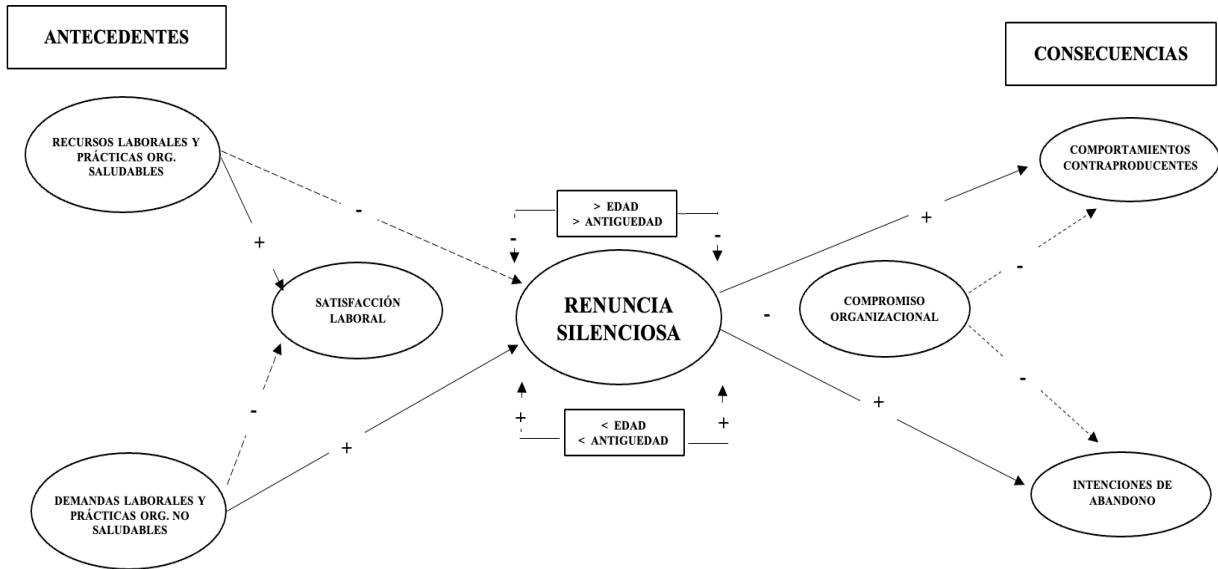 ANTECEDENTES
CONSECUENCIAS
RECURSOS LABORALES Y
PRÁCTICAS ORG.
SALUDABLES
COMPORTAMIENTOS
CONTRAPRODUCENTES
-
+
> EDAD
> ANTIGUEDAD
-
-
+
-
SATISFACCIÓN
LABORAL
RENUNCIA
SILENCIOSA
-
COMPROMISO
ORGANIZACIONAL
-
+
+
+
< EDAD
< ANTIGUEDAD
+
+
-
DEMANDAS LABORALES Y
PRÁCTICAS ORG. NO
SALUDABLES
INTENCIONES DE
ABANDONO